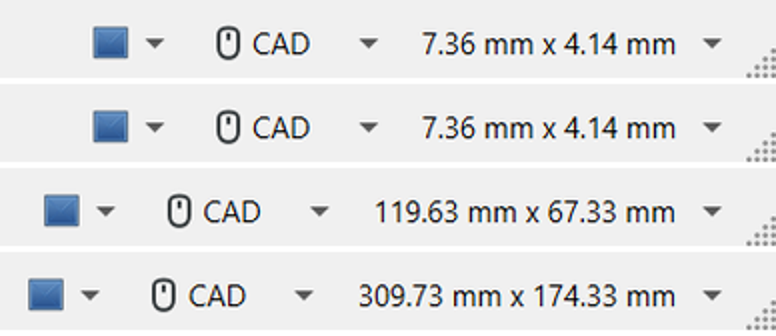 CAD 7.36 mm x 4.14 mm
CAD 7.36 mm x 4.14 mm
CAD 119.63 mm x 67.33 mm
CAD 309.73 mm x 174.33 mm